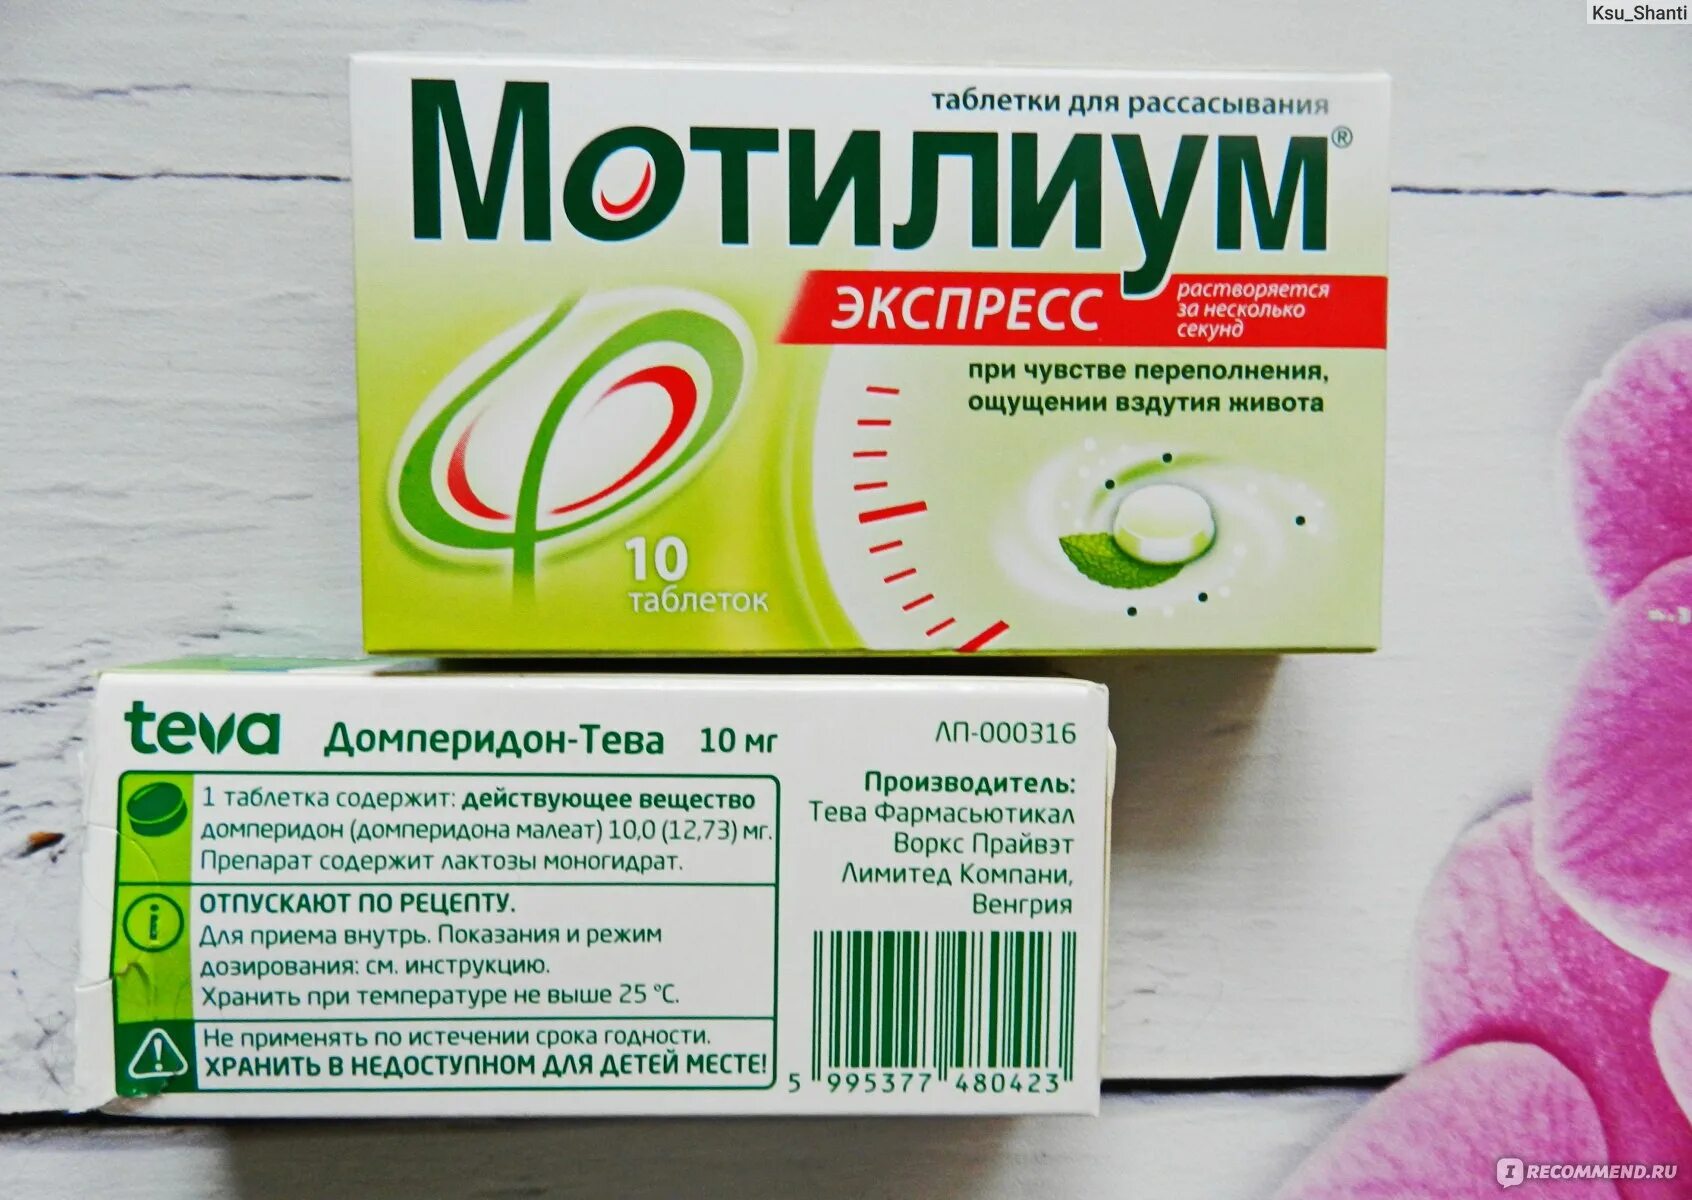 Ksu_Shanti
таблетки для рассасывания
Мотилиум®
ЭКСПРЕСС
растворяется
за несколько
секунд
при чувстве переполнения,
ощущении вздутия живота
10
таблеток
teva Домперидон-Тева 10 мг
1 таблетка содержит: действующее вещество
домперидон (домперидона малеат) 10,0 (12,73) мг.
Препарат содержит лактозы моногидрат.
ОТПУСКАЮТ ПО РЕЦЕПТУ.
Для приема внутрь. Показания и режим
дозирования: см. инструкцию.
Хранить при температуре не выше 25 °C.
Не применять по истечении срока годности.
ХРАНИТЬ В НЕДОСТУПНОМ ДЛЯ ДЕТЕЙ МЕСТЕ!
ЛП-000316
Производитель:
Тева Фармасьютикал
Воркс Прайвэт
Лимитед Компани,
Венгрия
5 995377 480423
IRECOMMEND.RU